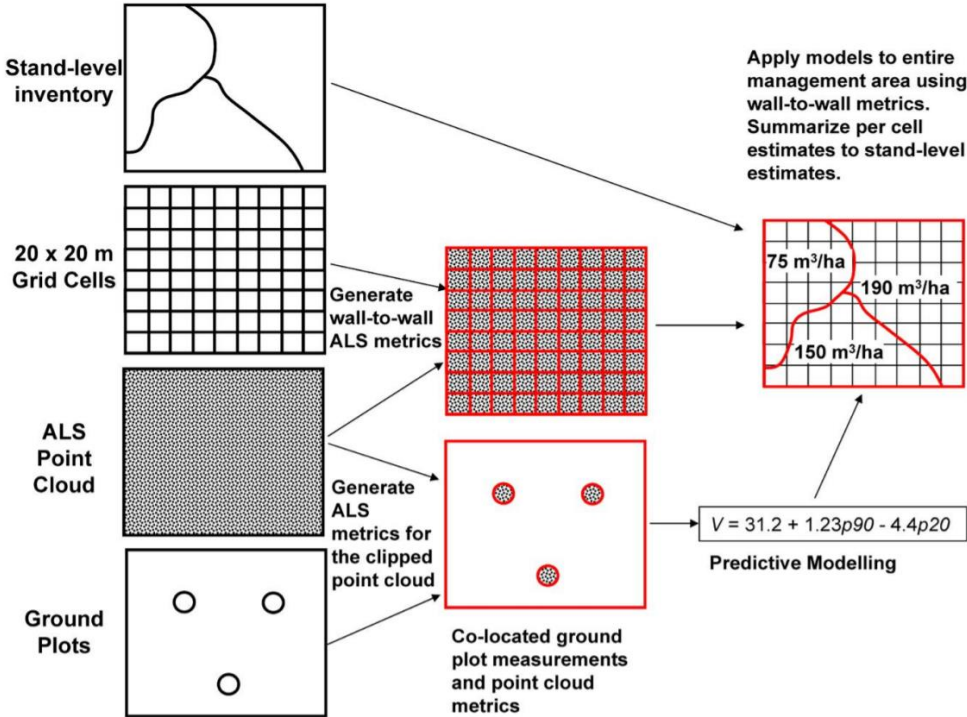 Stand-level
inventory
20 x 20 m
Grid Cells
ALS
Point
Cloud
Ground
Plots
Generate
wall-to-wall
ALS metrics
Generate
ALS
metrics for
the clipped
point cloud
Co-located ground
plot measurements
and point cloud
metrics
Apply models to entire
management area using
wall-to-wall metrics.
Summarize per cell
estimates to stand-level
estimates.
75 m³/ha
190 m³/ha
150 m³/ha
V = 31.2 + 1.23p90 - 4.4p20
Predictive Modelling